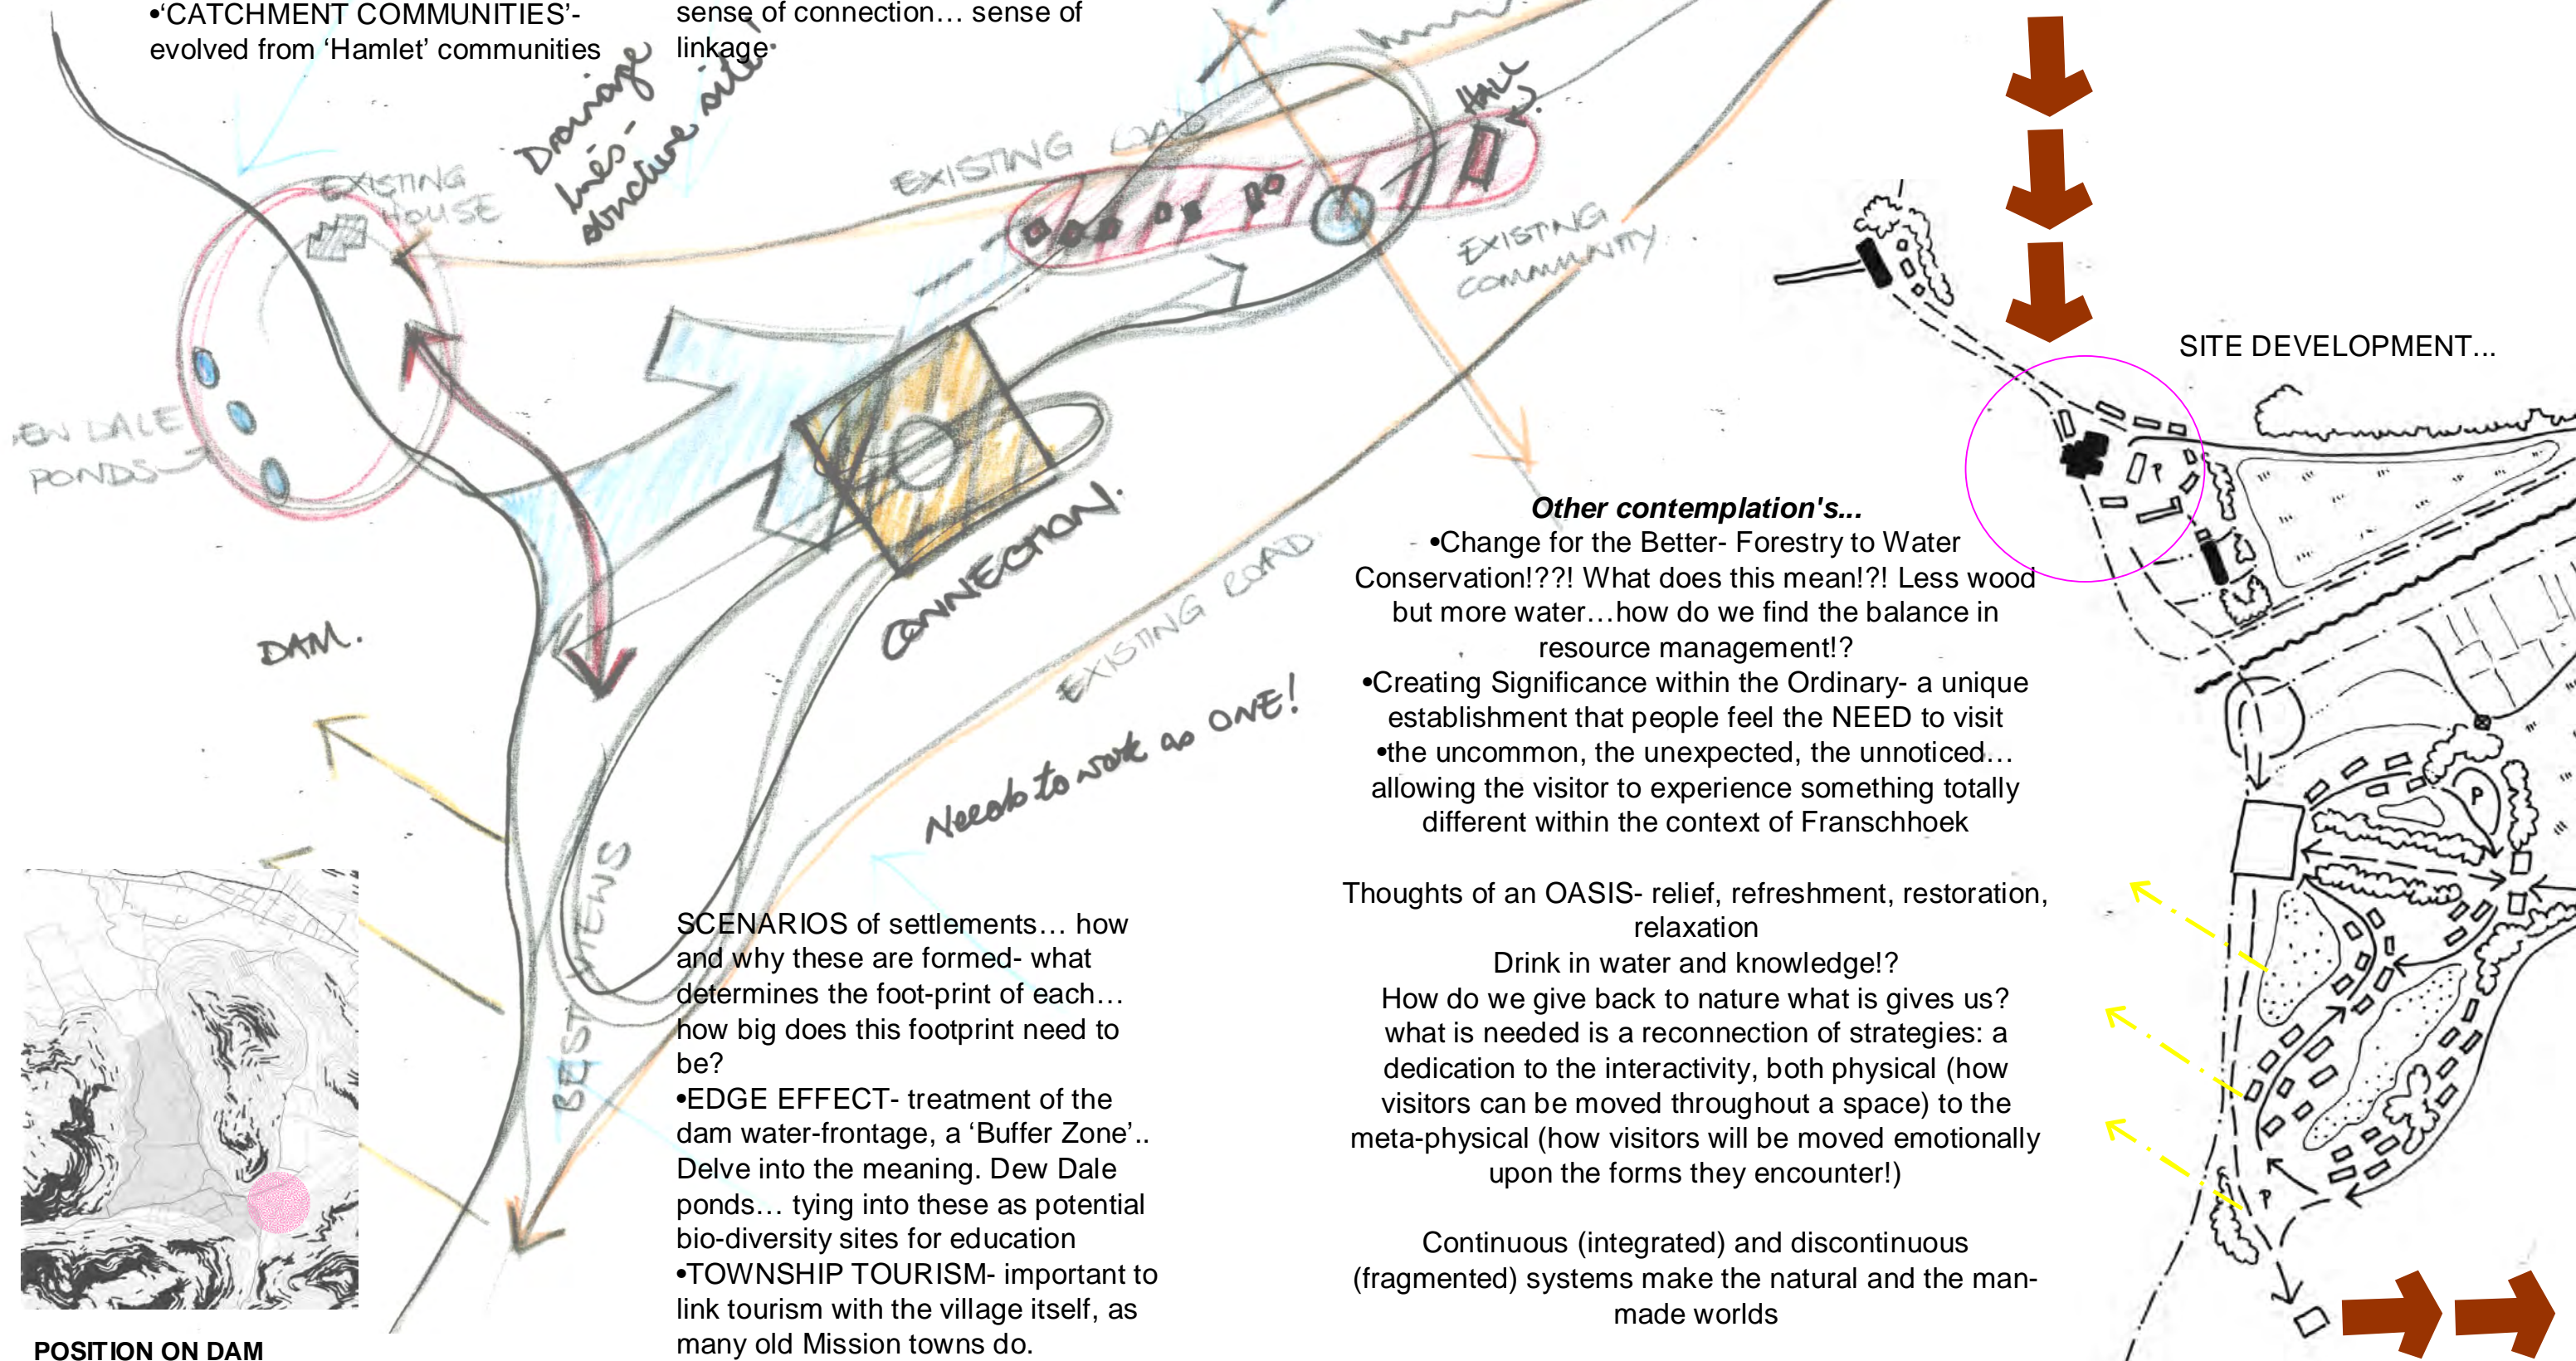 •‘CATCHMENT COMMUNITIES’-
evolved from ‘Hamlet’ communities
sense of connection… sense of
linkage.
Drainage
lines-
structure site!
EXISTING ROAD
HALL
EXISTING
HOUSE
EXISTING
COMMUNITY
DALE
PONDS
CONNECTION.
DAM.
EXISTING ROAD
Needs to work as ONE!
BEST VIEWS
POSITION ON DAM
SCENARIOS of settlements… how
and why these are formed- what
determines the foot-print of each…
how big does this footprint need to
be?
•EDGE EFFECT- treatment of the
dam water-frontage, a ‘Buffer Zone’..
Delve into the meaning. Dew Dale
ponds… tying into these as potential
bio-diversity sites for education
•TOWNSHIP TOURISM- important to
link tourism with the village itself, as
many old Mission towns do.
Other contemplation's...
•Change for the Better- Forestry to Water
Conservation!??! What does this mean!?! Less wood
but more water…how do we find the balance in
resource management!?
•Creating Significance within the Ordinary- a unique
establishment that people feel the NEED to visit
•the uncommon, the unexpected, the unnoticed…
allowing the visitor to experience something totally
different within the context of Franschhoek
Thoughts of an OASIS- relief, refreshment, restoration,
relaxation
Drink in water and knowledge!?
How do we give back to nature what is gives us?
what is needed is a reconnection of strategies: a
dedication to the interactivity, both physical (how
visitors can be moved throughout a space) to the
meta-physical (how visitors will be moved emotionally
upon the forms they encounter!)
Continuous (integrated) and discontinuous
(fragmented) systems make the natural and the man-
made worlds
SITE DEVELOPMENT...
P
P
P